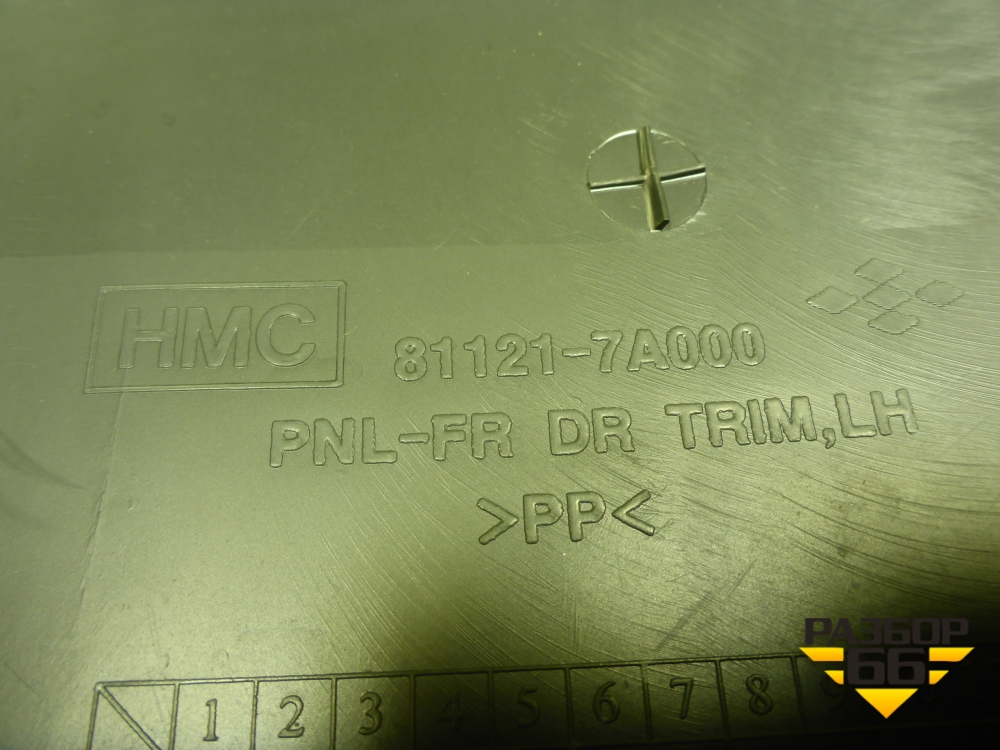 HMC
81121-7A000
PNL-FR DR TRIM,LH
>PP<
РАЗБОР
66
1 2 3 4 5 6 7 8 9